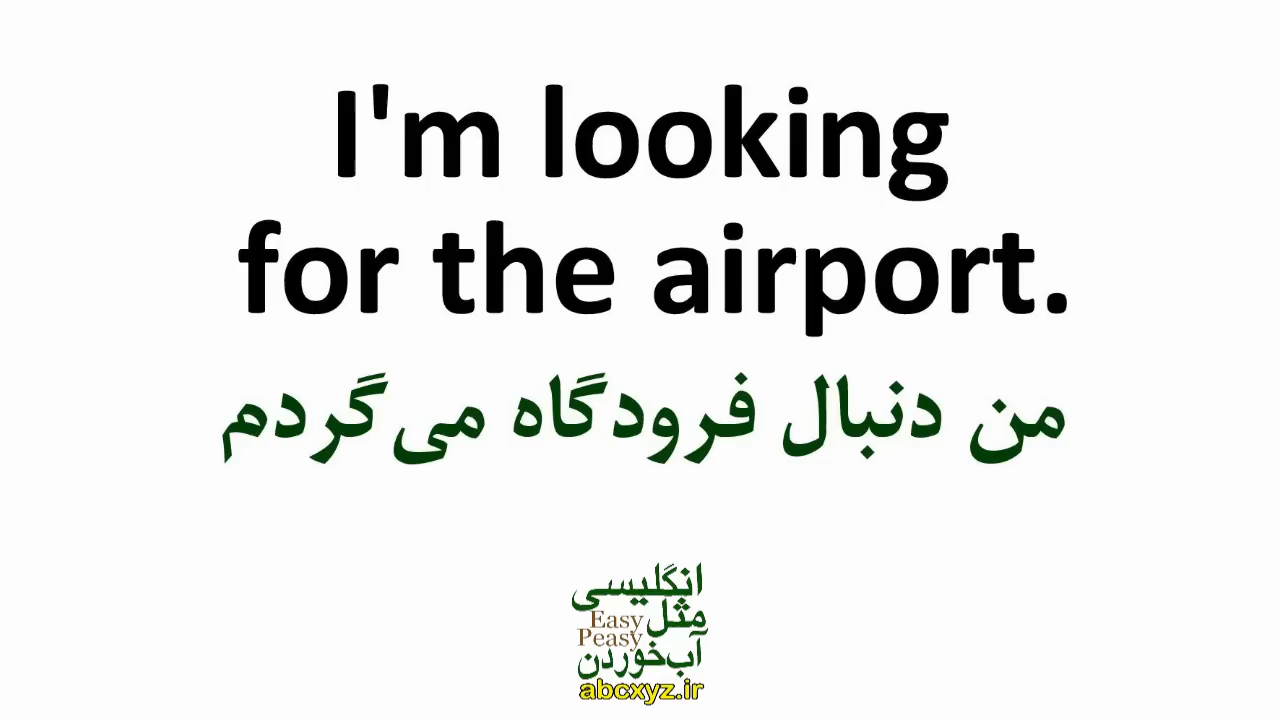 I'm looking
for the airport.
من دنبال فرودگاه می‌گردم
انگلیسی
مثل
Easy
Peasy
آب‌خوردن
abcxyz.ir